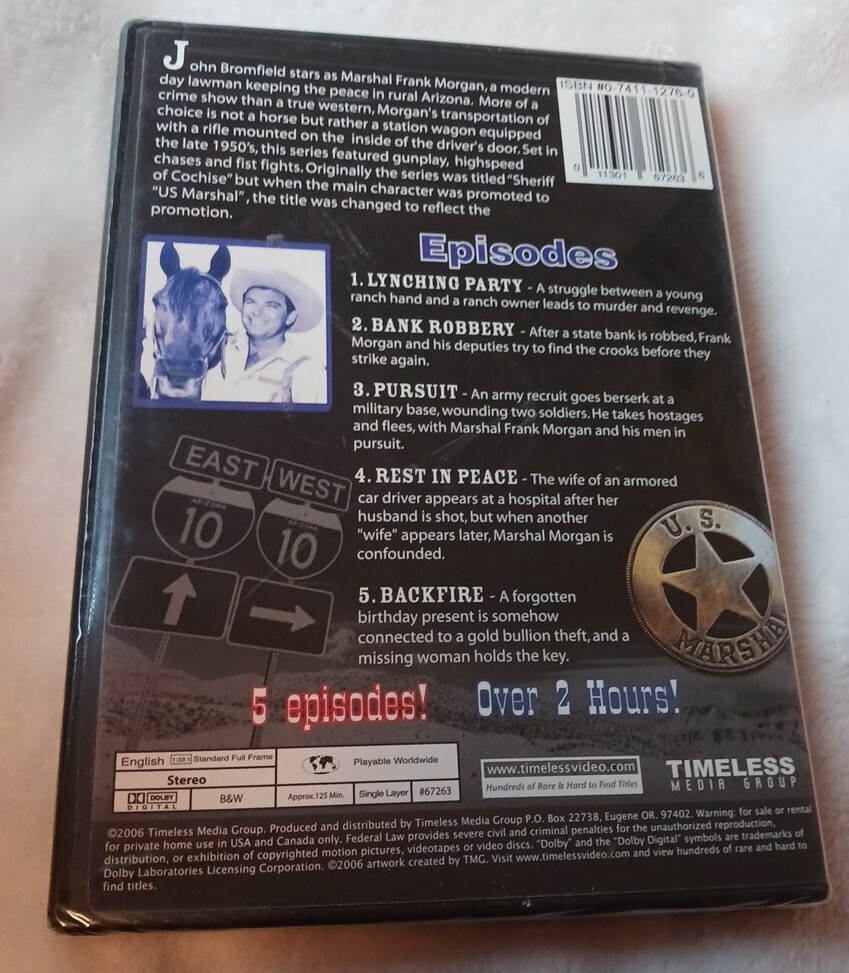 John Bromfield stars as Marshal Frank Morgan, a modern
day lawman keeping the peace in rural Arizona. More of a
crime show than a true western, Morgan's transportation of
choice is not a horse but rather a station wagon equipped
with a rifle mounted on the inside of the driver's door. Set in
the late 1950's, this series featured gunplay, highspeed
chases and fist fights. Originally the series was titled "Sheriff
of Cochise" but when the main character was promoted to
"US Marshal", the title was changed to reflect the
promotion.
ISBN #0-7411-1276-0
0 11301 67263 6
Episodes
1. LYNCHING PARTY - A struggle between a young
ranch hand and a ranch owner leads to murder and revenge.
2. BANK ROBBERY - After a state bank is robbed, Frank
Morgan and his deputies try to find the crooks before they
strike again.
3. PURSUIT - An army recruit goes berserk at a
military base, wounding two soldiers. He takes hostages
and flees, with Marshal Frank Morgan and his men in
pursuit.
4. REST IN PEACE - The wife of an armored
car driver appears at a hospital after her
husband is shot, but when another
"wife" appears later, Marshal Morgan is
confounded.
5. BACKFIRE - A forgotten
birthday present is somehow
connected to a gold bullion theft, and a
missing woman holds the key.
EAST WEST
ARIZONA ARIZONA
10 10
U. S.
MARSHAL
5 episodes! Over 2 Hours!
English 1:33:1 Standard Full Frame
Stereo
DOLBY
DIGITAL
B&W
Playable Worldwide
Approx. 125 Min. Single Layer #67263
www.timelessvideo.com
Hundreds of Rare & Hard to Find Titles
TIMELESS
MEDIA GROUP
©2006 Timeless Media Group. Produced and distributed by Timeless Media Group P.O. Box 22738, Eugene OR. 97402. Warning: for sale or rental
for private home use in USA and Canada only. Federal Law provides severe civil and criminal penalties for the unauthorized reproduction,
distribution, or exhibition of copyrighted motion pictures, videotapes or video discs. "Dolby" and the "Dolby Digital" symbols are trademarks of
Dolby Laboratories Licensing Corporation. ©2006 artwork created by TMG. Visit www.timelessvideo.com and view hundreds of rare and hard to
find titles.